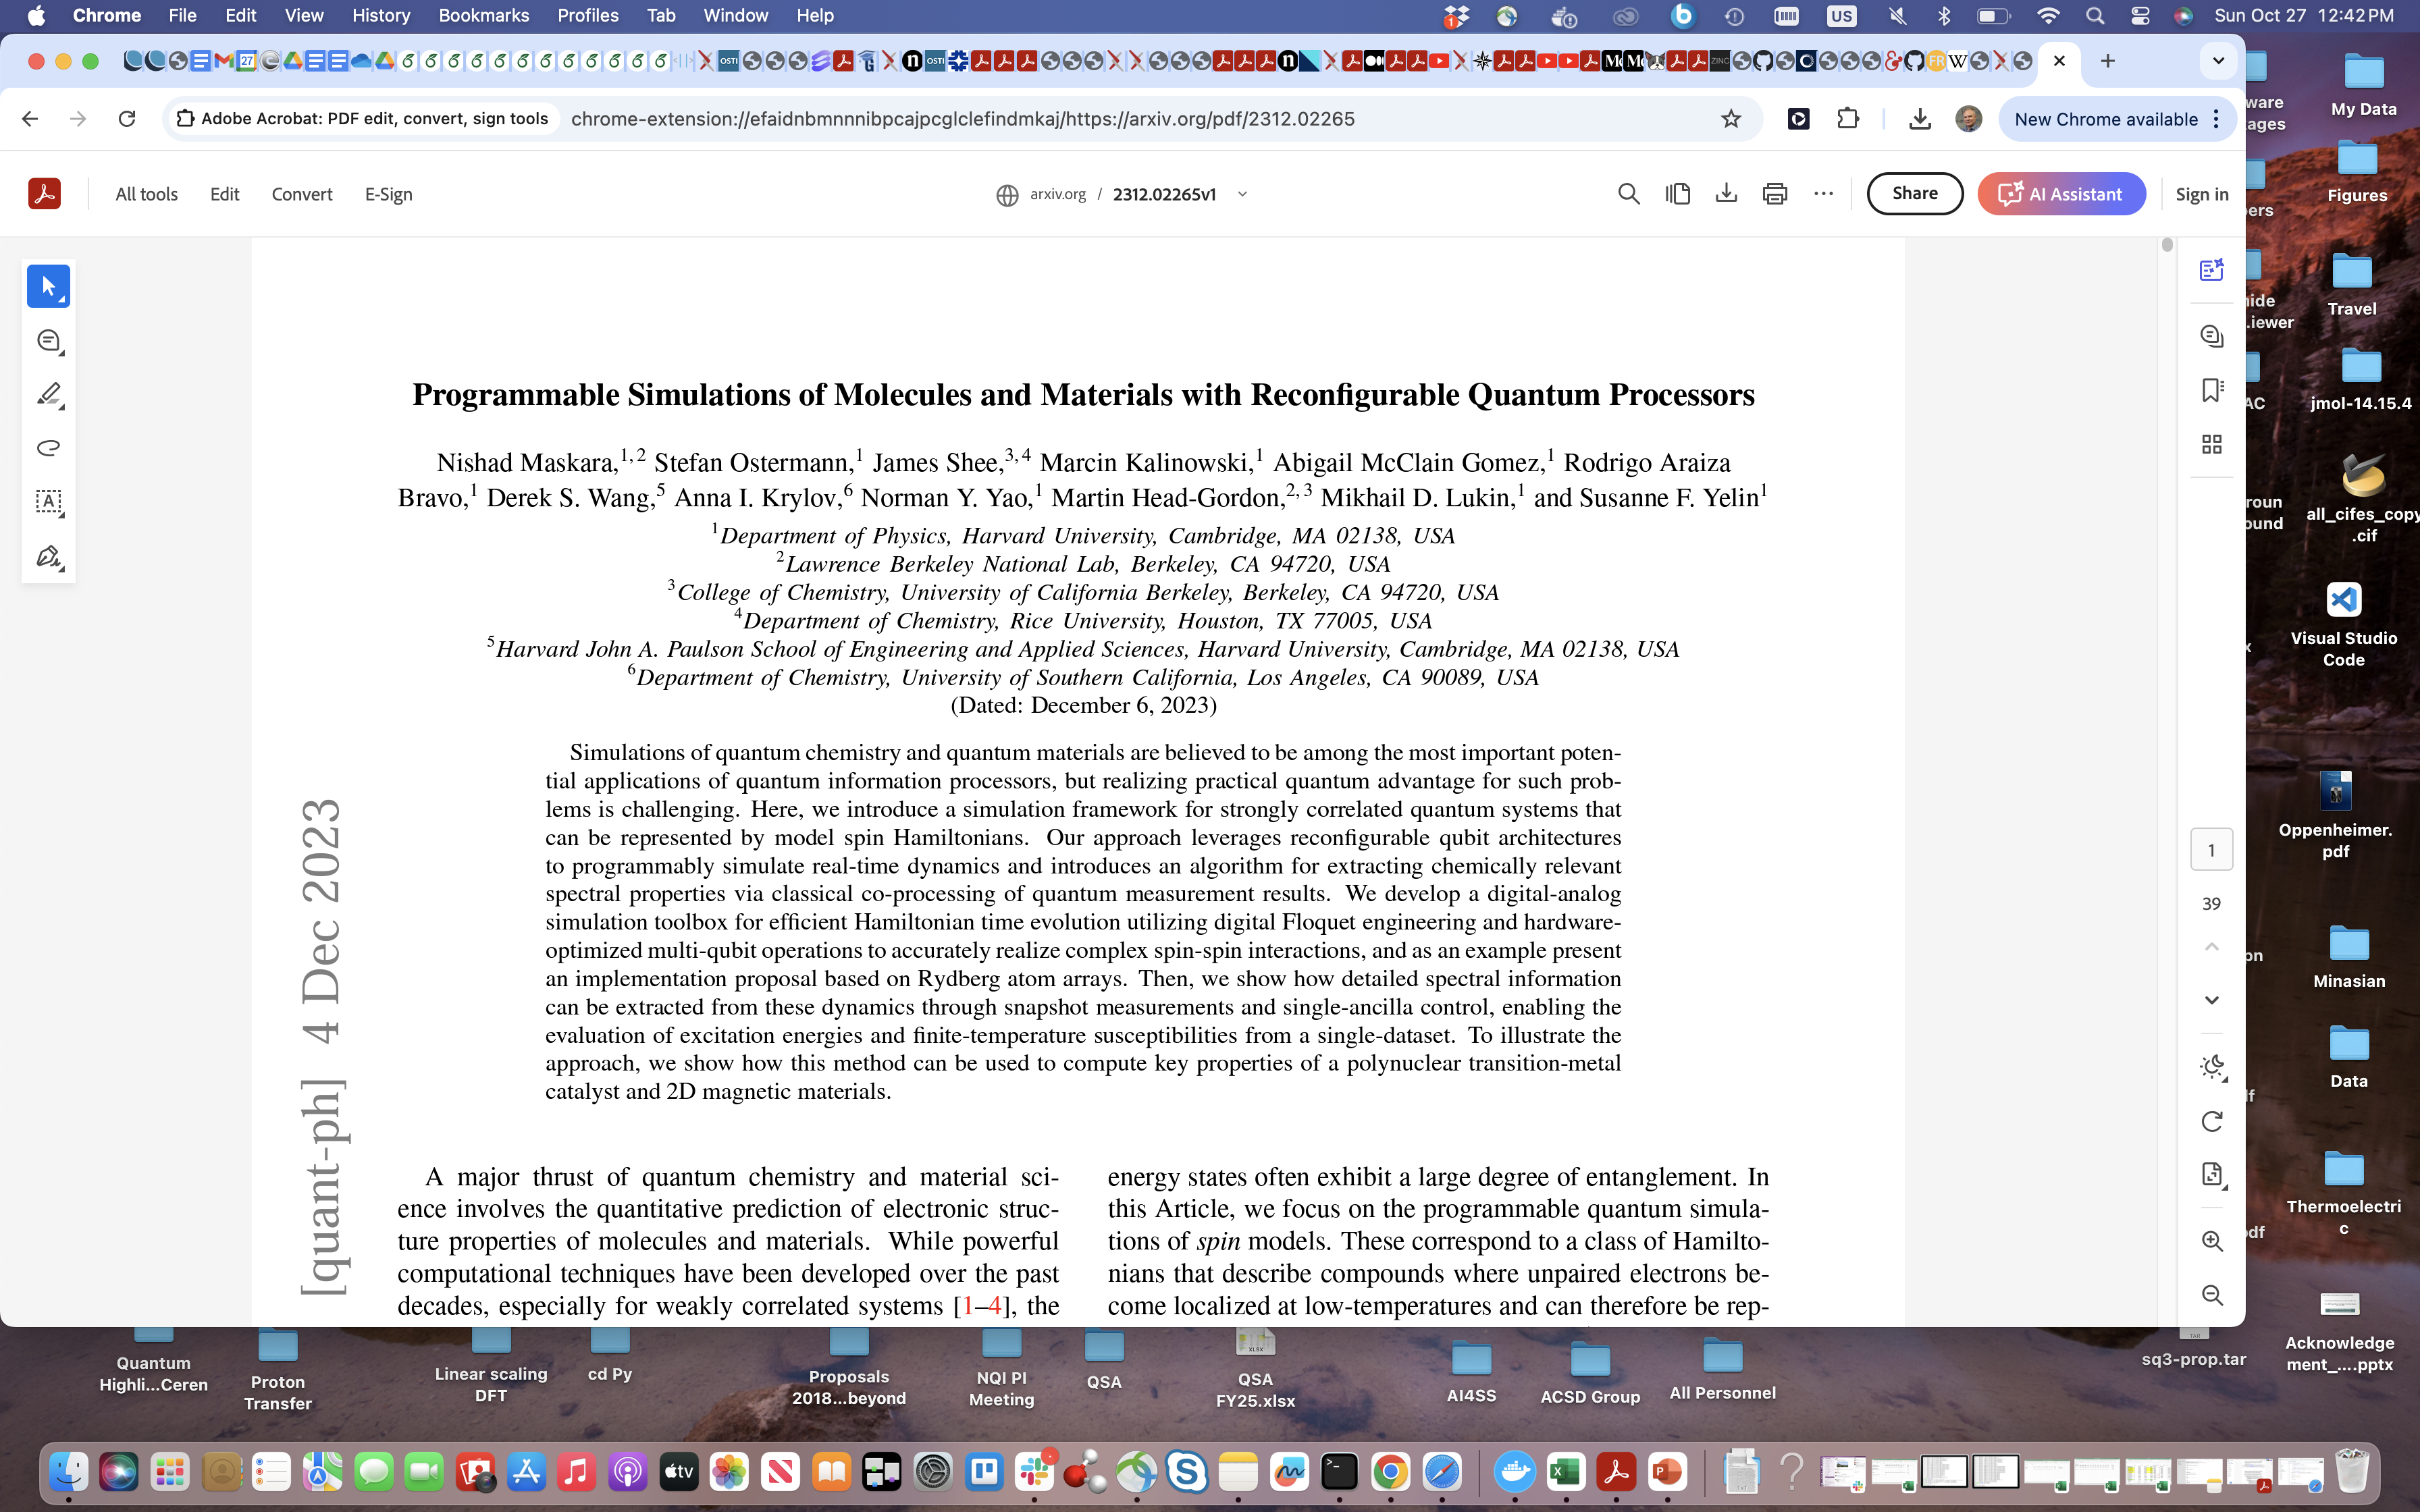 Chrome File Edit View History Bookmarks Profiles Tab Window Help
US
Sun Oct 27 12:42 PM
Adobe Acrobat: PDF edit, convert, sign tools
chrome-extension://efaidnbmnnnibpcajpcglclefindmkaj/https://arxiv.org/pdf/2312.02265
New Chrome available
All tools Edit Convert E-Sign
arxiv.org / 2312.02265v1
Share
AI Assistant
Sign in
Programmable Simulations of Molecules and Materials with Reconfigurable Quantum Processors
Nishad Maskara,1,2 Stefan Ostermann,1 James Shee,3,4 Marcin Kalinowski,1 Abigail McClain Gomez,1 Rodrigo Araiza
Bravo,1 Derek S. Wang,5 Anna I. Krylov,6 Norman Y. Yao,1 Martin Head-Gordon,2,3 Mikhail D. Lukin,1 and Susanne F. Yelin1
1Department of Physics, Harvard University, Cambridge, MA 02138, USA
2Lawrence Berkeley National Lab, Berkeley, CA 94720, USA
3College of Chemistry, University of California Berkeley, Berkeley, CA 94720, USA
4Department of Chemistry, Rice University, Houston, TX 77005, USA
5Harvard John A. Paulson School of Engineering and Applied Sciences, Harvard University, Cambridge, MA 02138, USA
6Department of Chemistry, University of Southern California, Los Angeles, CA 90089, USA
(Dated: December 6, 2023)
Simulations of quantum chemistry and quantum materials are believed to be among the most important poten-
tial applications of quantum information processors, but realizing practical quantum advantage for such prob-
lems is challenging. Here, we introduce a simulation framework for strongly correlated quantum systems that
can be represented by model spin Hamiltonians. Our approach leverages reconfigurable qubit architectures
to programmably simulate real-time dynamics and introduces an algorithm for extracting chemically relevant
spectral properties via classical co-processing of quantum measurement results. We develop a digital-analog
simulation toolbox for efficient Hamiltonian time evolution utilizing digital Floquet engineering and hardware-
optimized multi-qubit operations to accurately realize complex spin-spin interactions, and as an example present
an implementation proposal based on Rydberg atom arrays. Then, we show how detailed spectral information
can be extracted from these dynamics through snapshot measurements and single-ancilla control, enabling the
evaluation of excitation energies and finite-temperature susceptibilities from a single-dataset. To illustrate the
approach, we show how this method can be used to compute key properties of a polynuclear transition-metal
catalyst and 2D magnetic materials.
[quant-ph] 4 Dec 2023
A major thrust of quantum chemistry and material sci-
ence involves the quantitative prediction of electronic struc-
ture properties of molecules and materials. While powerful
computational techniques have been developed over the past
decades, especially for weakly correlated systems [1–4], the
energy states often exhibit a large degree of entanglement. In
this Article, we focus on the programmable quantum simula-
tions of spin models. These correspond to a class of Hamilto-
nians that describe compounds where unpaired electrons be-
come localized at low-temperatures and can therefore be rep-
1
39
My Data
Figures
Travel
jmol-14.15.4
all_cifes_copy
.cif
Visual Studio
Code
Oppenheimer.
pdf
Minasian
Data
Thermoelectri
c
Acknowledge
ment_....pptx
sq3-prop.tar
Quantum
Highli...Ceren
Proton
Transfer
Linear scaling
DFT
cd Py
Proposals
2018...beyond
NQI PI
Meeting
QSA
QSA
FY25.xlsx
AI4SS
ACSD Group
All Personnel
tv